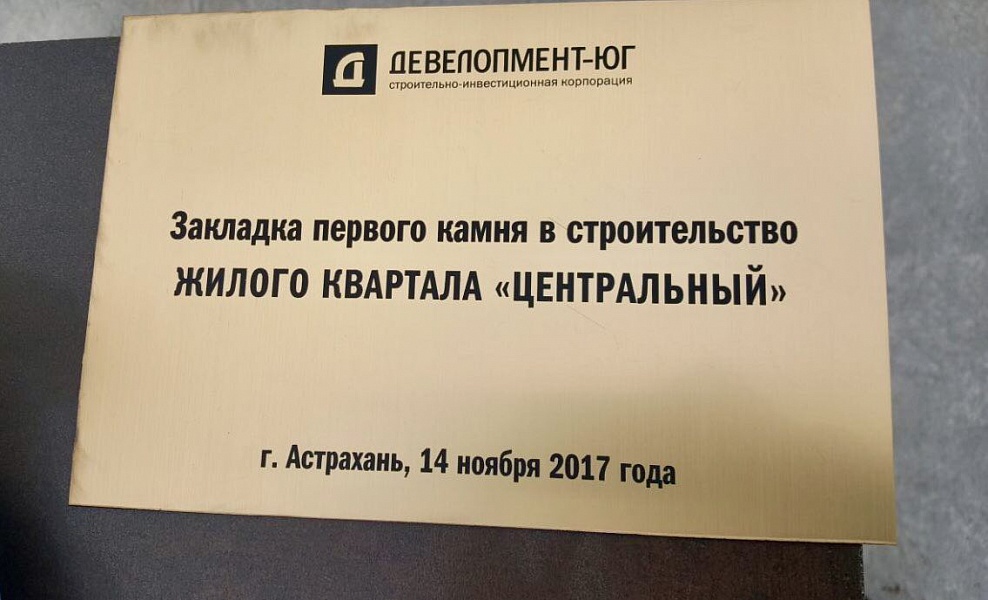 Д ДЕВЕЛОПМЕНТ-ЮГ
строительно-инвестиционная корпорация
Закладка первого камня в строительство
ЖИЛОГО КВАРТАЛА «ЦЕНТРАЛЬНЫЙ»
г. Астрахань, 14 ноября 2017 года